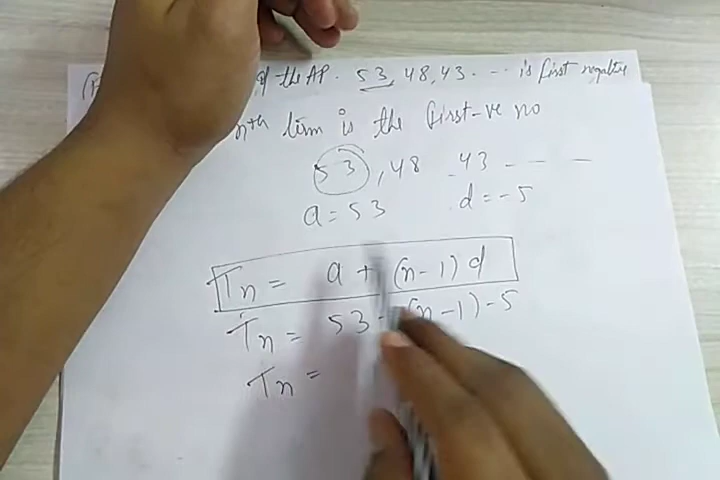 of the AP. 53, 48, 43 ... is first negative
nth term is the first -ve no
53, 48, 43 - - -
a = 53 d = -5
Tn = a + (n-1) d
Tn = 53 (n-1) -5
Tn =